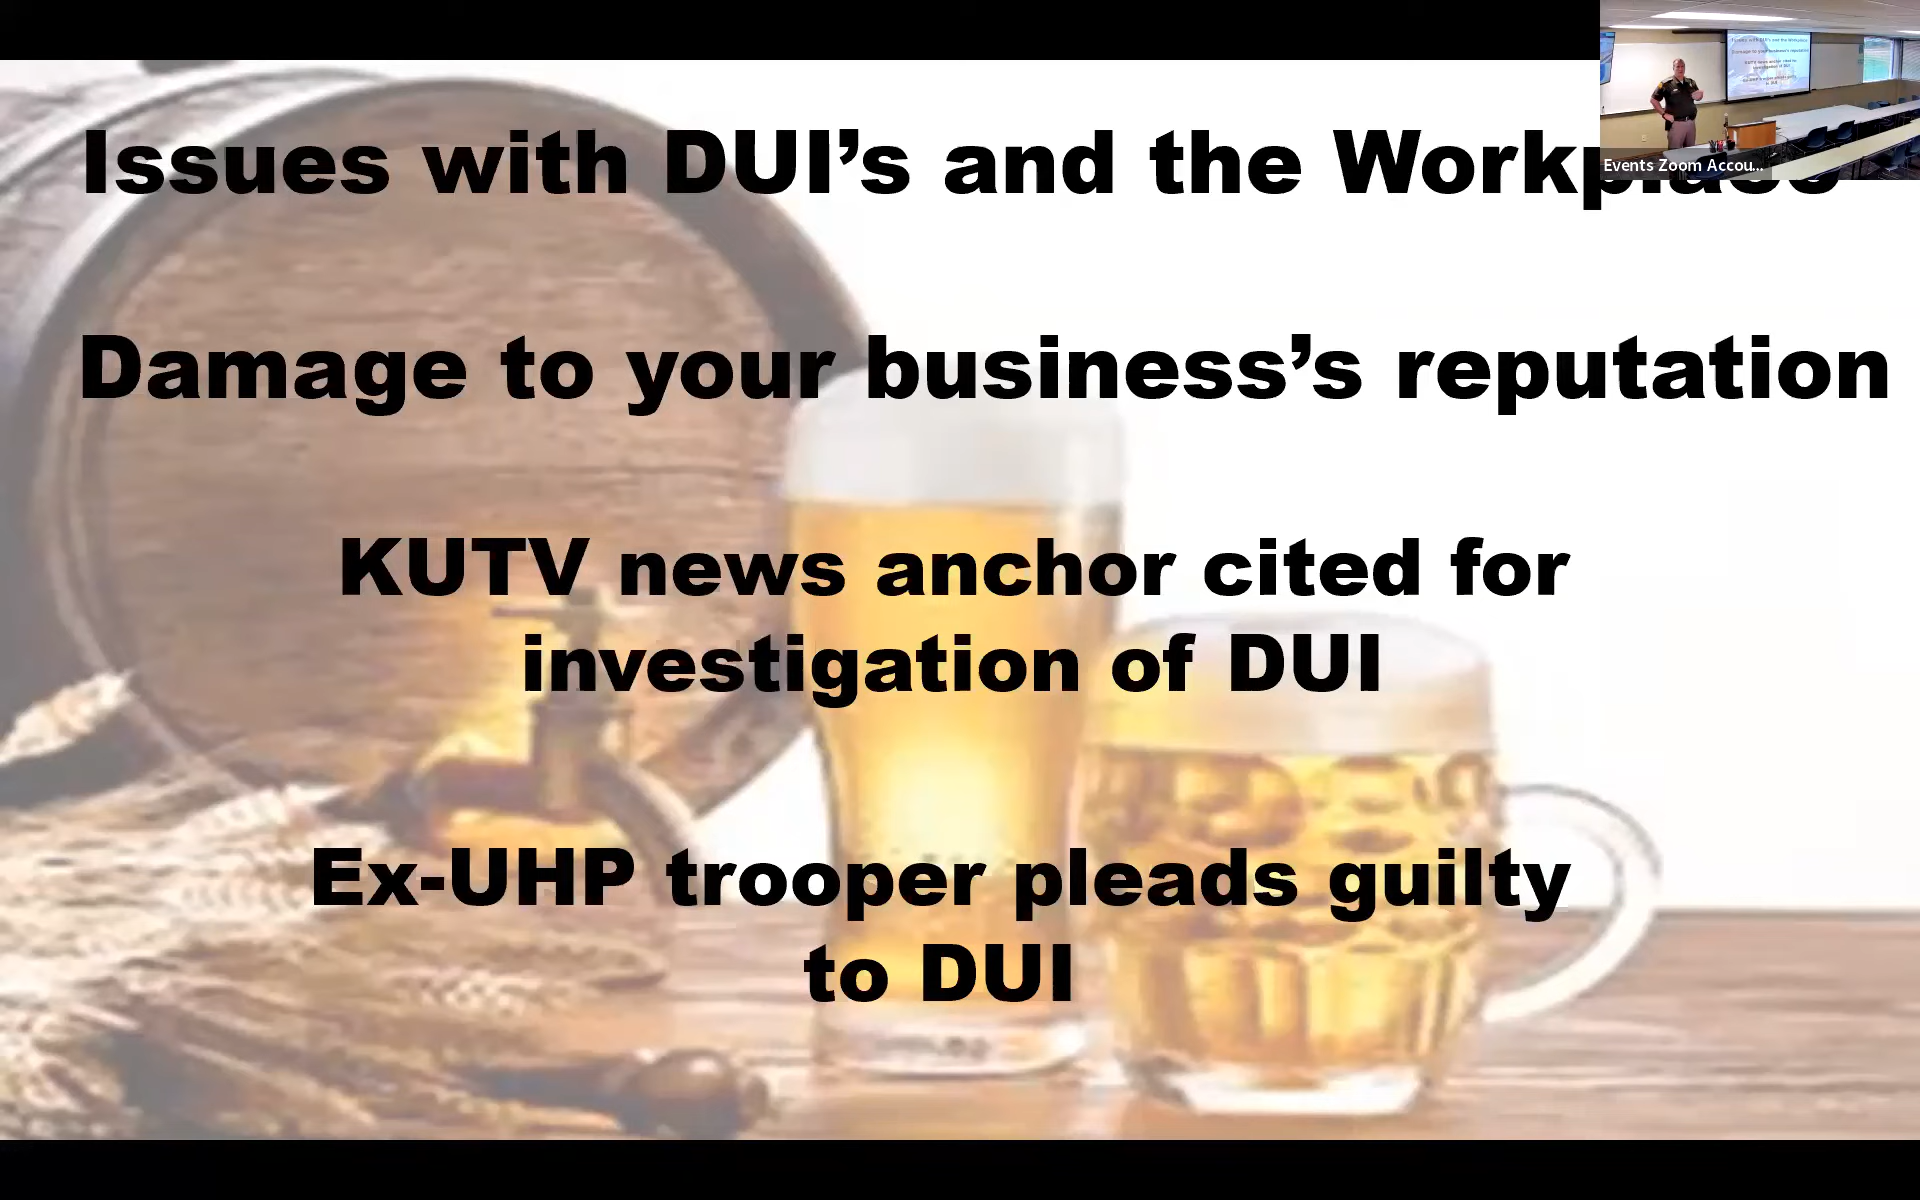 Issues with DUI’s and the Workplace
Damage to your business’s reputation
KUTV news anchor cited for
investigation of DUI
Ex-UHP trooper pleads guilty
to DUI
Events Zoom Accou...